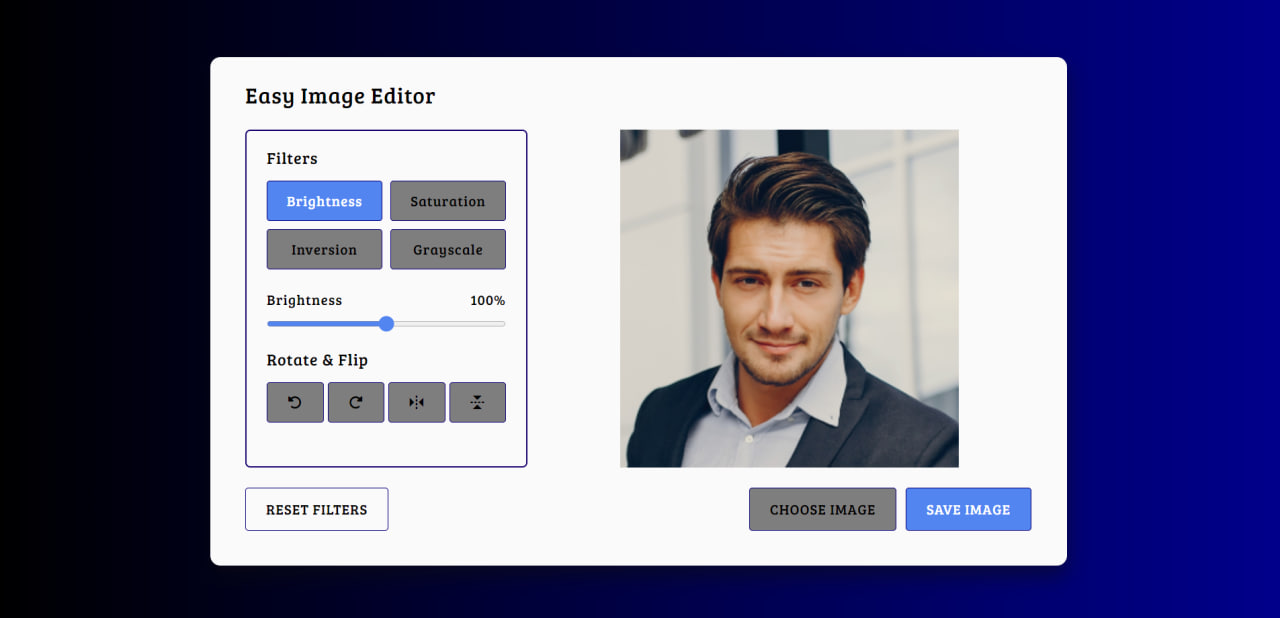 Easy Image Editor
Filters
Brightness Saturation
Inversion Grayscale
Brightness 100%
Rotate & Flip
RESET FILTERS CHOOSE IMAGE SAVE IMAGE